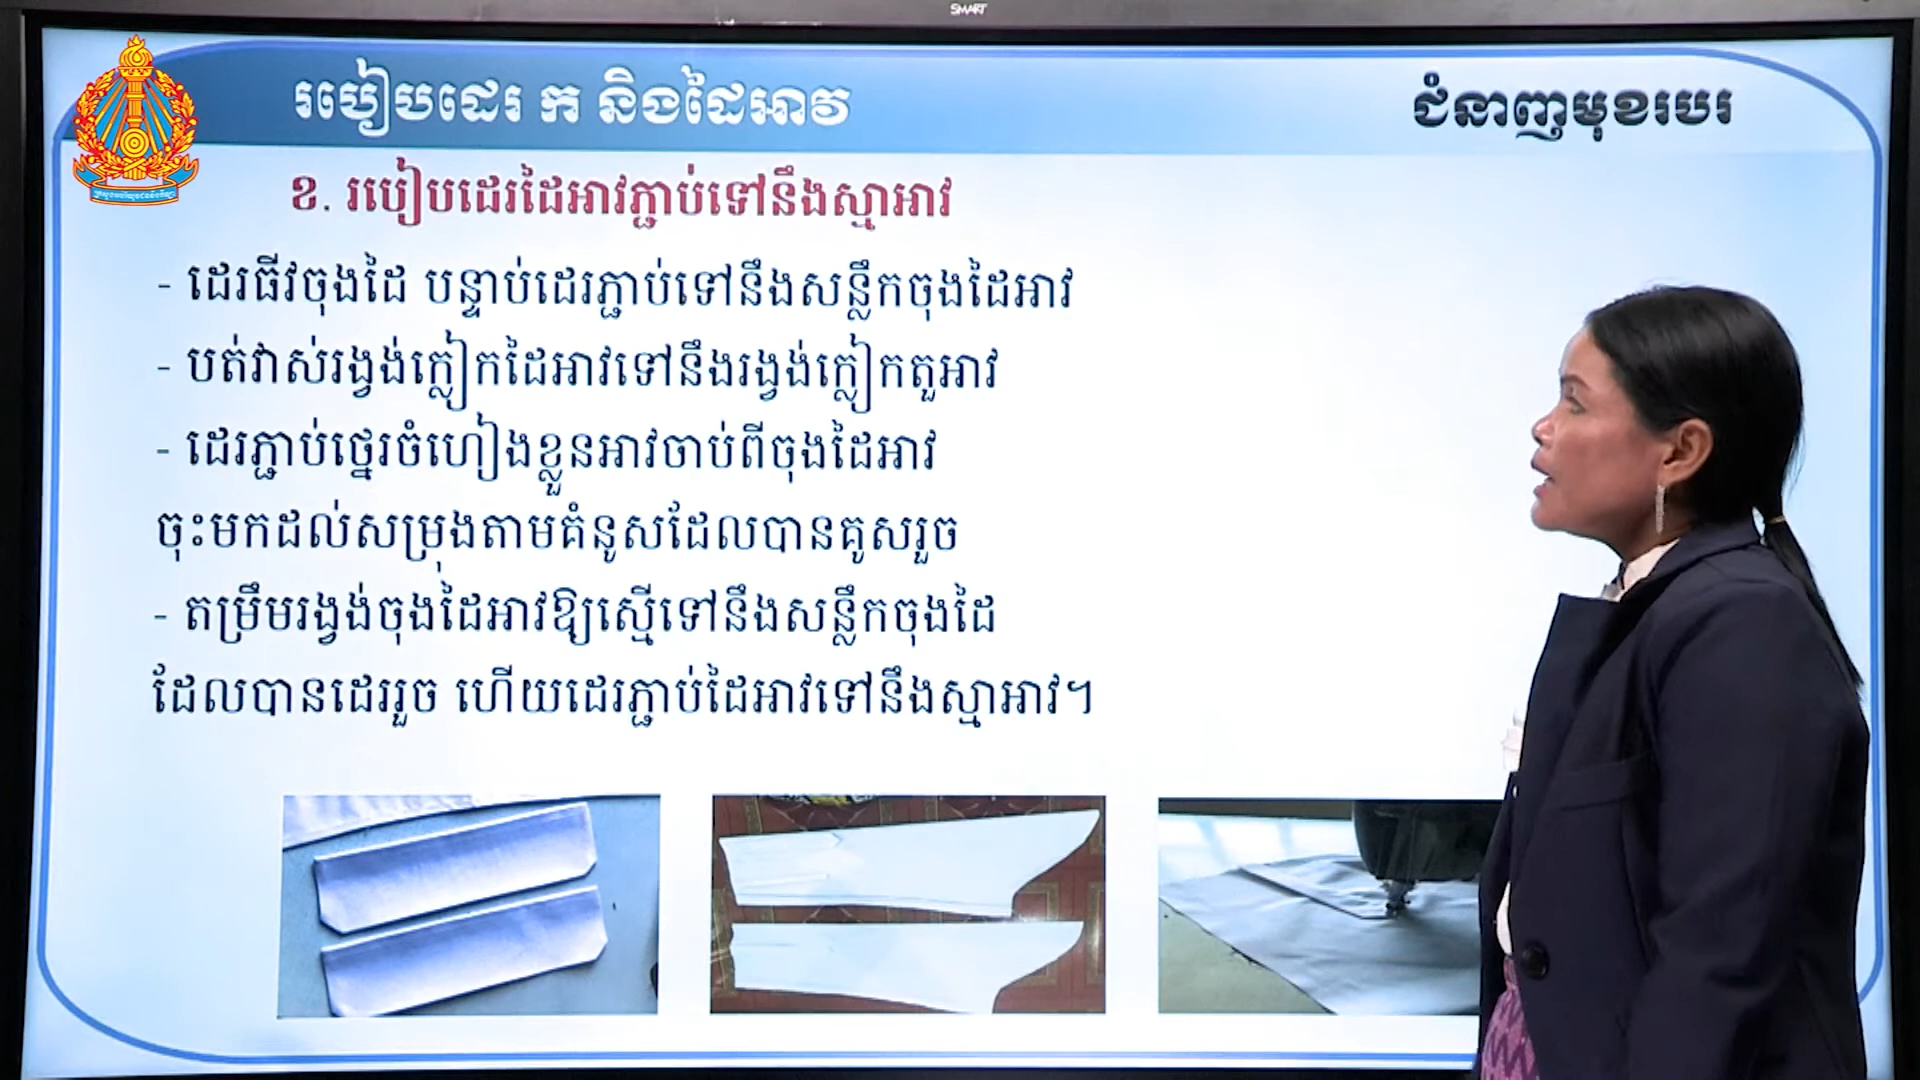 SMART
របៀបដេរ ក និងដៃអាវ
ជំនាញមុខរបរ
ខ. របៀបដេរដៃអាវភ្ជាប់ទៅនឹងស្មាអាវ
- ដេរធីវចុងដៃ បន្ទាប់ដេរភ្ជាប់ទៅនឹងសន្លឹកចុងដៃអាវ
- បត់វាស់រង្វង់ក្លៀកដៃអាវទៅនឹងរង្វង់ក្លៀកតួអាវ
- ដេរភ្ជាប់ថ្នេរចំហៀងខ្លួនអាវចាប់ពីចុងដៃអាវ
ចុះមកដល់សម្រុងតាមគំនូសដែលបានគូសរួច
- តម្រឹមរង្វង់ចុងដៃអាវឱ្យស្មើទៅនឹងសន្លឹកចុងដៃ
ដែលបានដេររួច ហើយដេរភ្ជាប់ដៃអាវទៅនឹងស្មាអាវ។